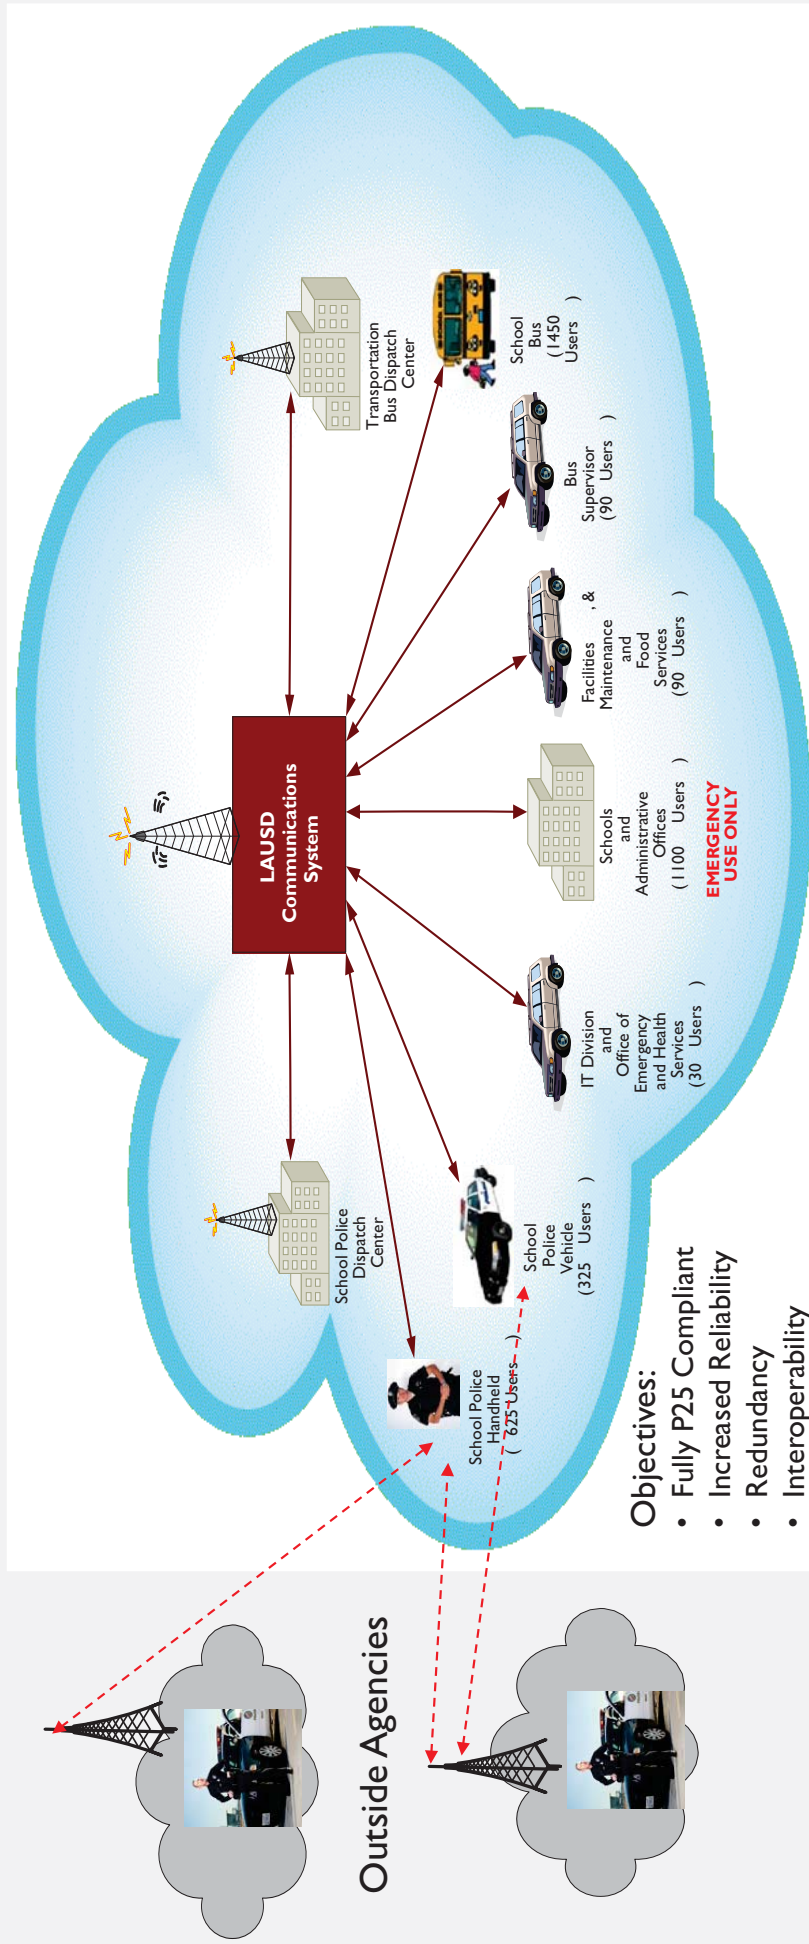 Outside Agencies
LAUSD
Communications
System
School Police
Dispatch
Center
Transportation
Bus Dispatch
Center
School Police
Handheld
( 625 Users )
School
Police
Vehicle
(325 Users )
IT Division
and
Office of
Emergency
and Health
Services
(30 Users )
Schools
and
Administrative
Offices
(1100 Users )
EMERGENCY
USE ONLY
Facilities , &
Maintenance
and
Food
Services
(90 Users )
Bus
Supervisor
(90 Users )
School
Bus
(1450
Users )
Objectives:
• Fully P25 Compliant
• Increased Reliability
• Redundancy
• Interoperability